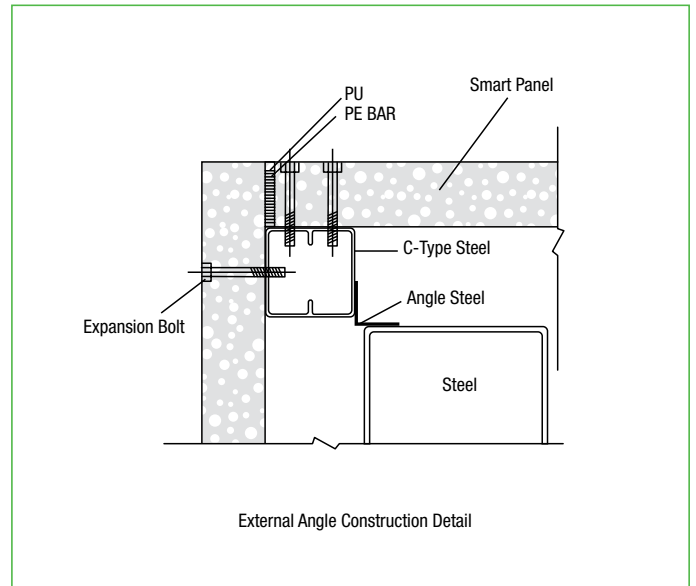 PU
PE BAR
Smart Panel
C-Type Steel
Angle Steel
Expansion Bolt
Steel
External Angle Construction Detail